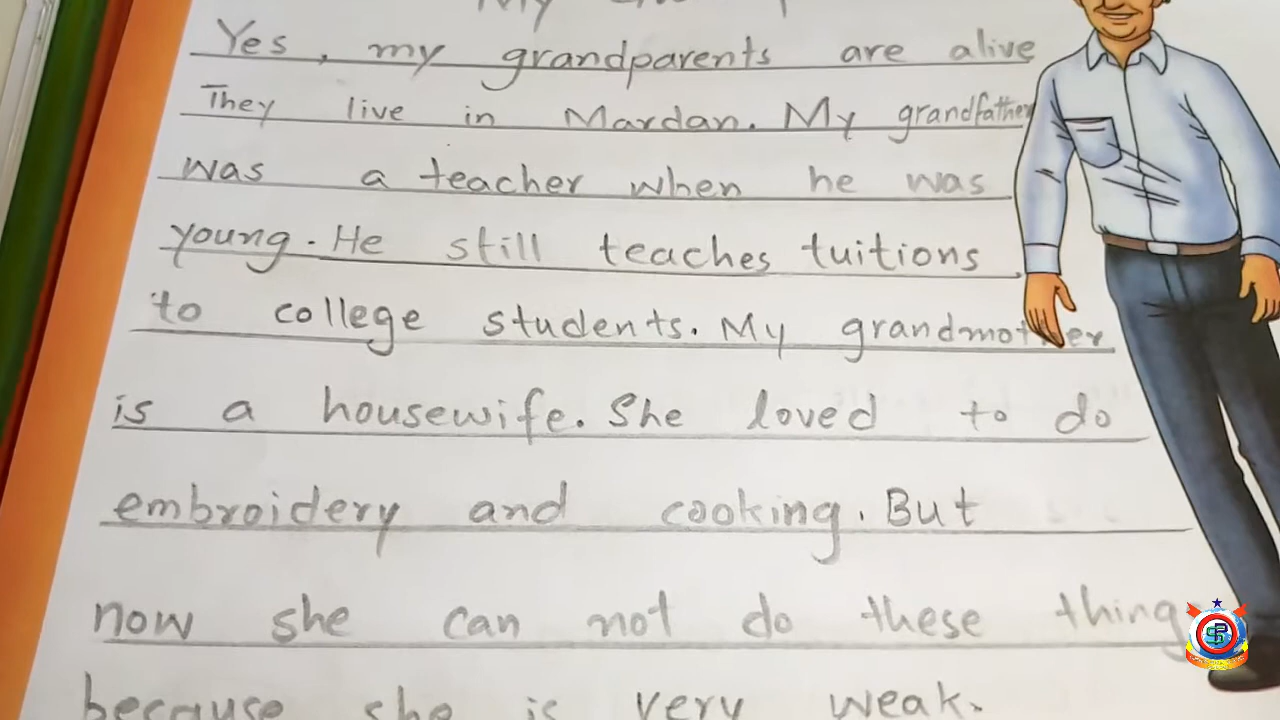 My
Yes, my grandparents are alive
They live in Mardan. My grandfather
was a teacher when he was
young. He still teaches tuitions
to college students. My grandmother
is a housewife. She loved to do
embroidery and cooking. But
now she can not do these thing
because she is very weak.